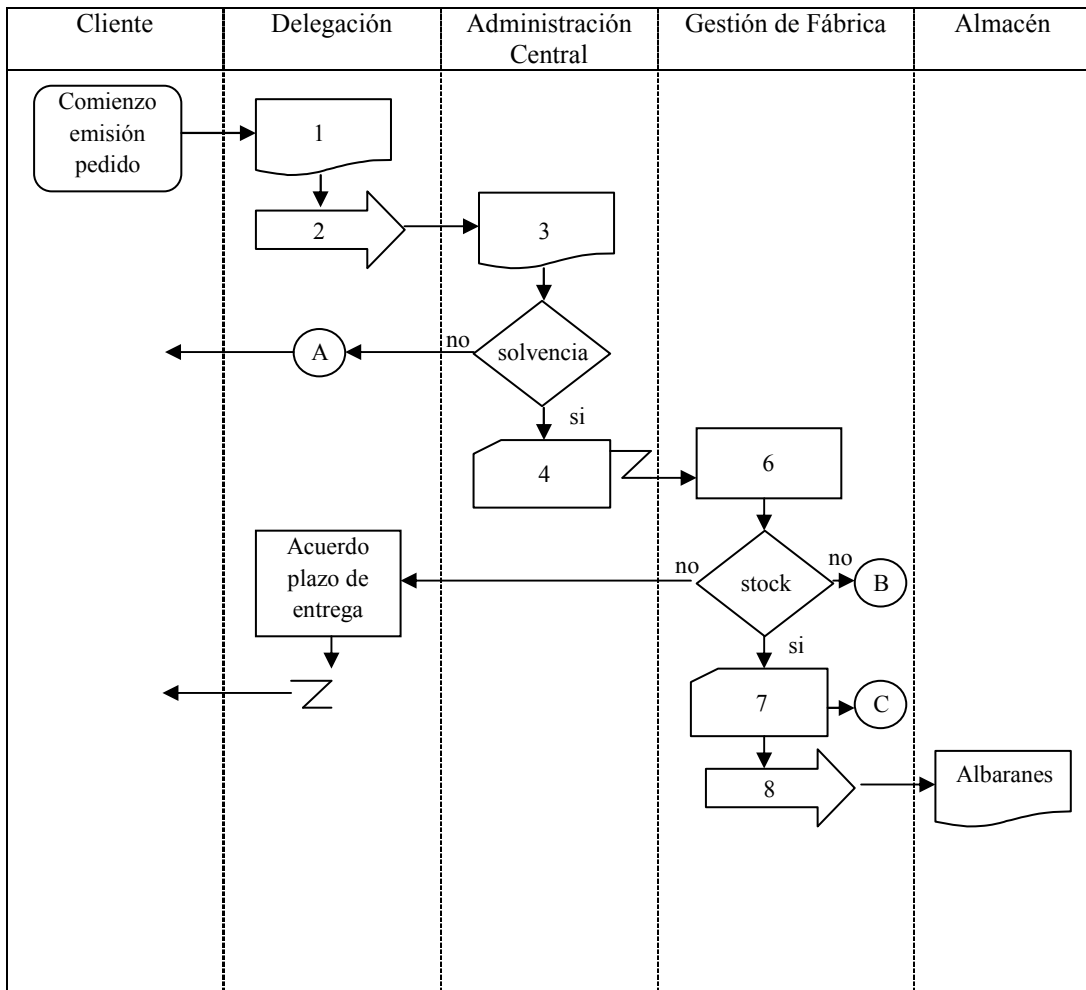 Cliente
Delegación
Administración
Central
Gestión de Fábrica
Almacén
Comienzo
emisión
pedido
1
2
3
solvencia
no
A
si
4
6
stock
no
no
B
Acuerdo
plazo de
entrega
si
7
C
8
Albaranes